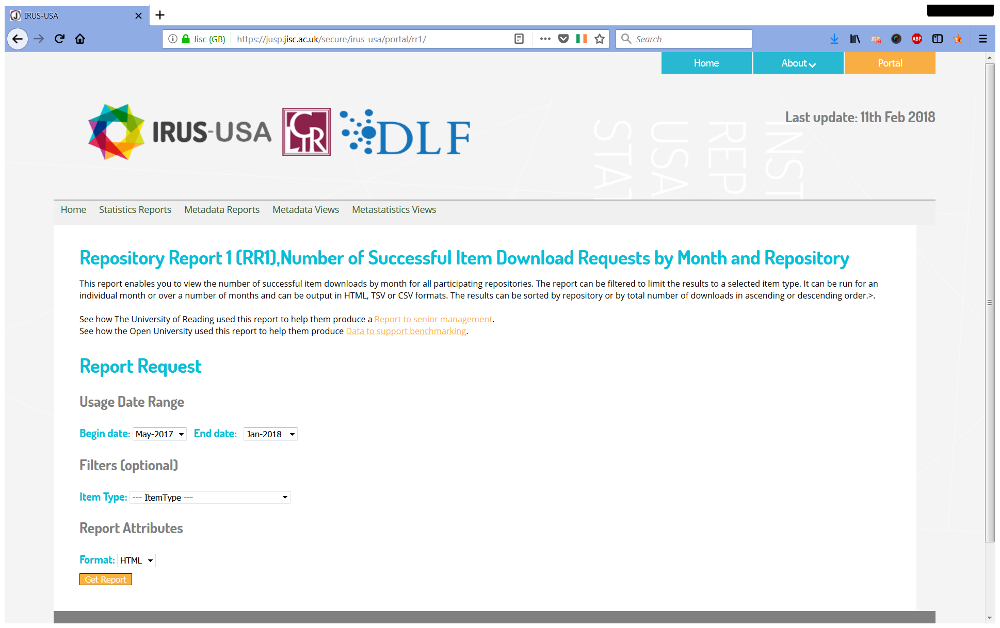 IRUS-USA
Jisc (GB) https://jusp.jisc.ac.uk/secure/irus-usa/portal/rr1/ Search ABP
Home About Portal
IRUS-USA CLIR DLF
Last update: 11th Feb 2018
INST
REP
USA
STAT
Home Statistics Reports Metadata Reports Metadata Views Metastatistics Views
Repository Report 1 (RR1),Number of Successful Item Download Requests by Month and Repository
This report enables you to view the number of successful item downloads by month for all participating repositories. The report can be filtered to limit the results to a selected item type. It can be run for an
individual month or over a number of months and can be output in HTML, TSV or CSV formats. The results can be sorted by repository or by total number of downloads in ascending or descending order.>.
See how The University of Reading used this report to help them produce a Report to senior management.
See how the Open University used this report to help them produce Data to support benchmarking.
Report Request
Usage Date Range
Begin date: May-2017 End date: Jan-2018
Filters (optional)
Item Type: --- ItemType ---
Report Attributes
Format: HTML
Get Report